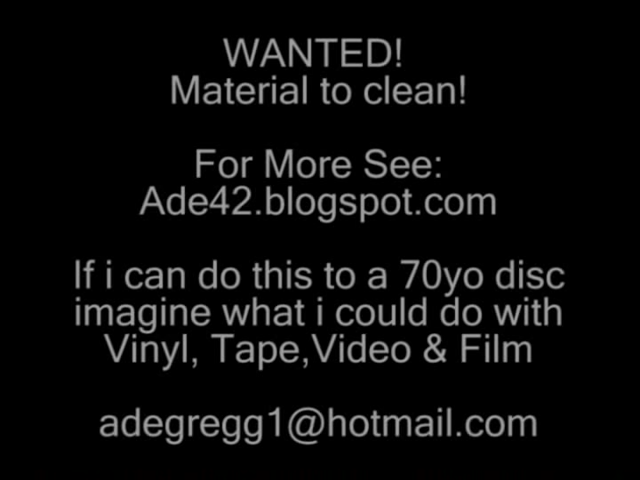 WANTED!
Material to clean!
For More See:
Ade42.blogspot.com
If i can do this to a 70yo disc
imagine what i could do with
Vinyl, Tape,Video & Film
adegregg1@hotmail.com